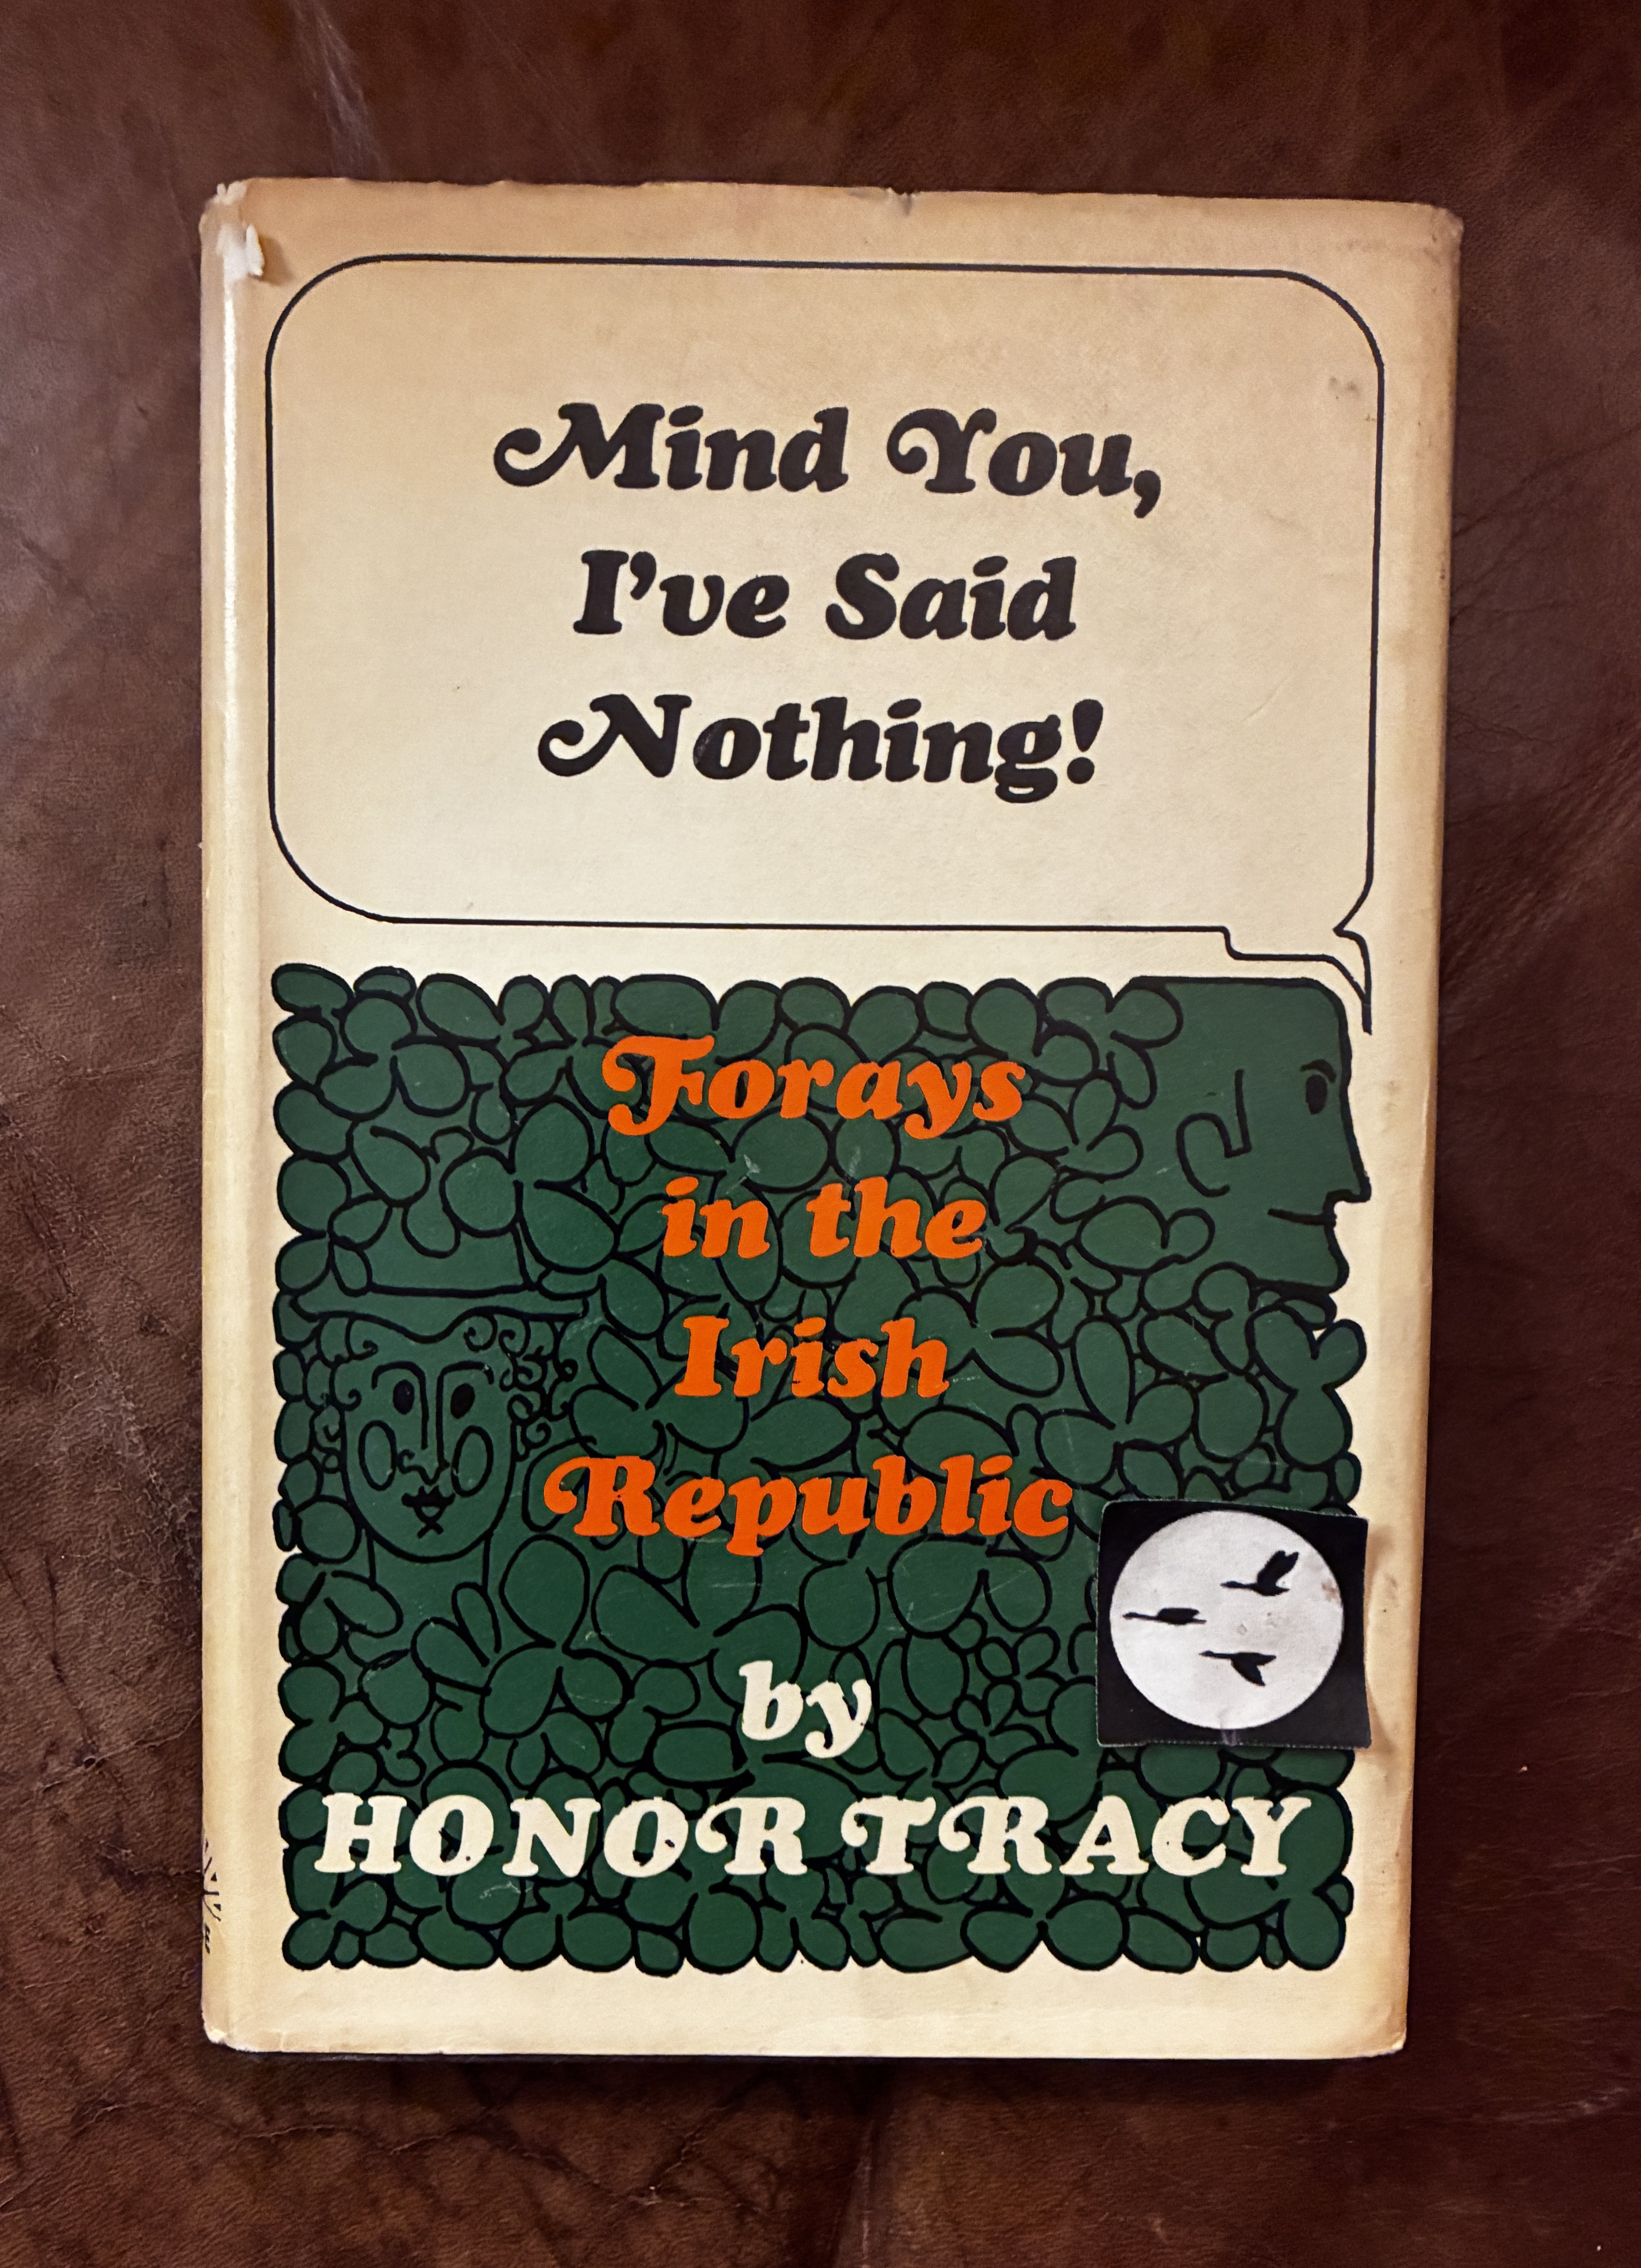 Mind You,
I've Said
Nothing!
Forays
in the
Irish
Republic
by
HONOR TRACY